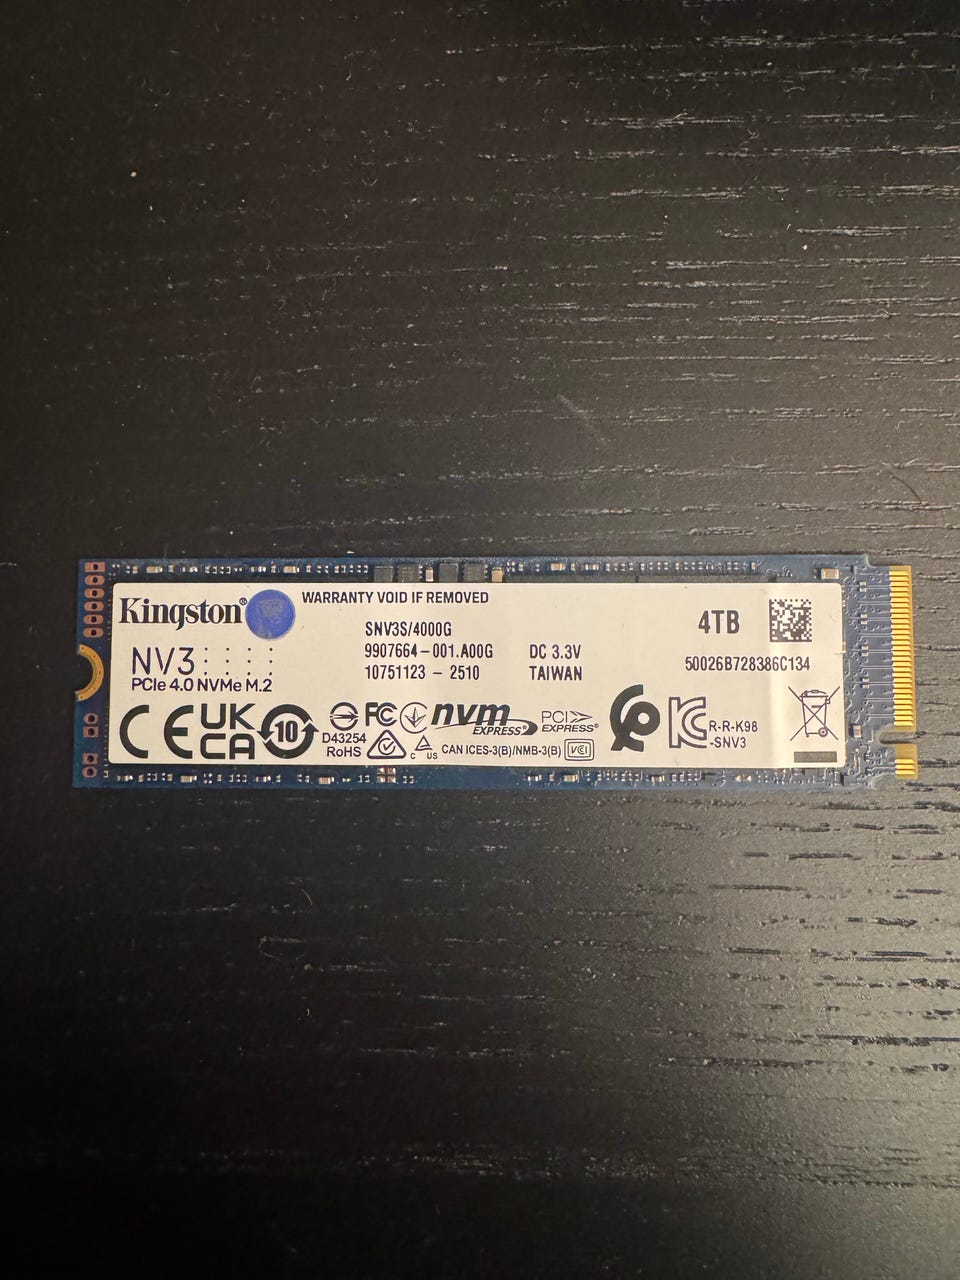 WARRANTY VOID IF REMOVED
Kingston®
SNV3S/4000G
4TB
9907664-001.A00G
DC 3.3V
NV3
10751123 - 2510
TAIWAN
50026B728386C134
PCIe 4.0 NVMe M.2
CE
UK
CA
10
FC
nvm
EXPRESS
PCI
EXPRESS®
R-R-K98
-SNV3
D43254
RoHS
C US
CAN ICES-3(B)/NMB-3(B)
VCI